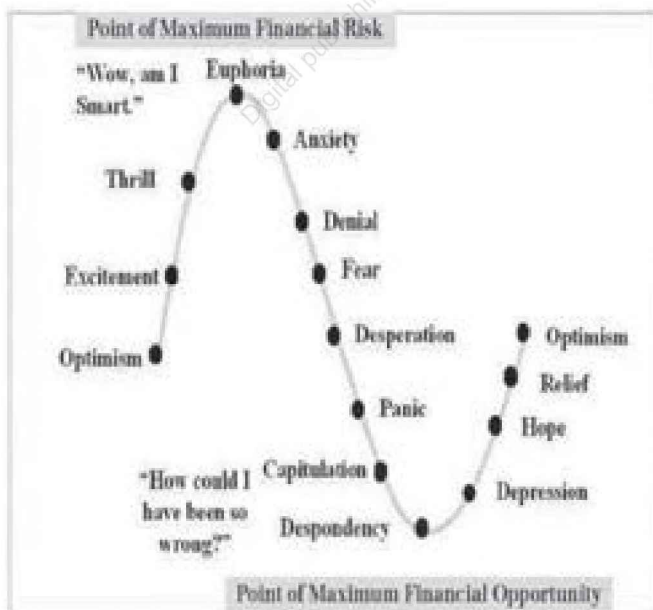 Point of Maximum Financial Risk
"Wow, am I
Smart."
Euphoria
Anxiety
Thrill
Denial
Excitement
Fear
Optimism
Desperation
Optimism
Relief
Panic
Hope
Capitulation
"How could I
have been so
wrong?"
Depression
Despondency
Point of Maximum Financial Opportunity
Digital